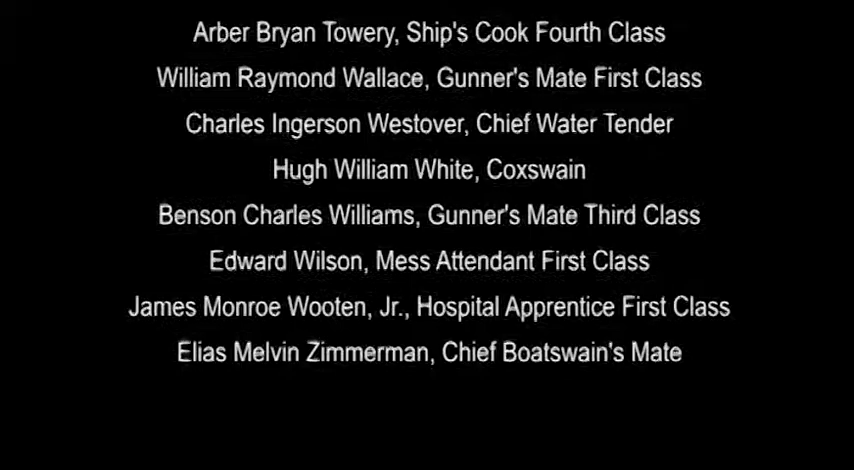 Arber Bryan Towery, Ship's Cook Fourth Class
William Raymond Wallace, Gunner's Mate First Class
Charles Ingerson Westover, Chief Water Tender
Hugh William White, Coxswain
Benson Charles Williams, Gunner's Mate Third Class
Edward Wilson, Mess Attendant First Class
James Monroe Wooten, Jr., Hospital Apprentice First Class
Elias Melvin Zimmerman, Chief Boatswain's Mate